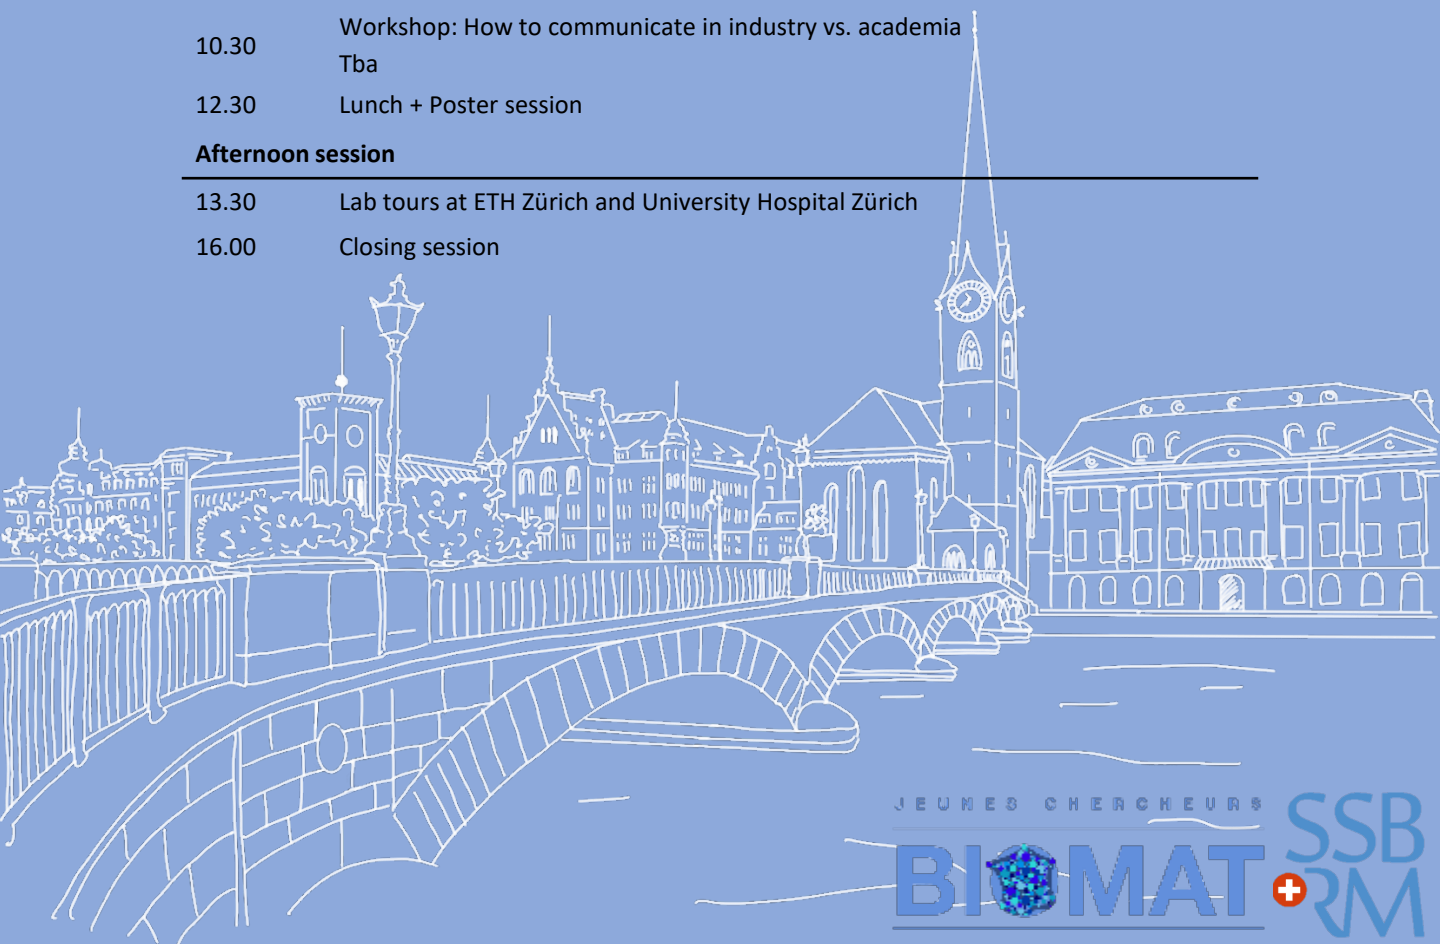 10.30 Workshop: How to communicate in industry vs. academia
Tba
12.30 Lunch + Poster session
Afternoon session
13.30 Lab tours at ETH Zürich and University Hospital Zürich
16.00 Closing session
JEUNES CHERCHEURS
BIOMAT
SSB
RM